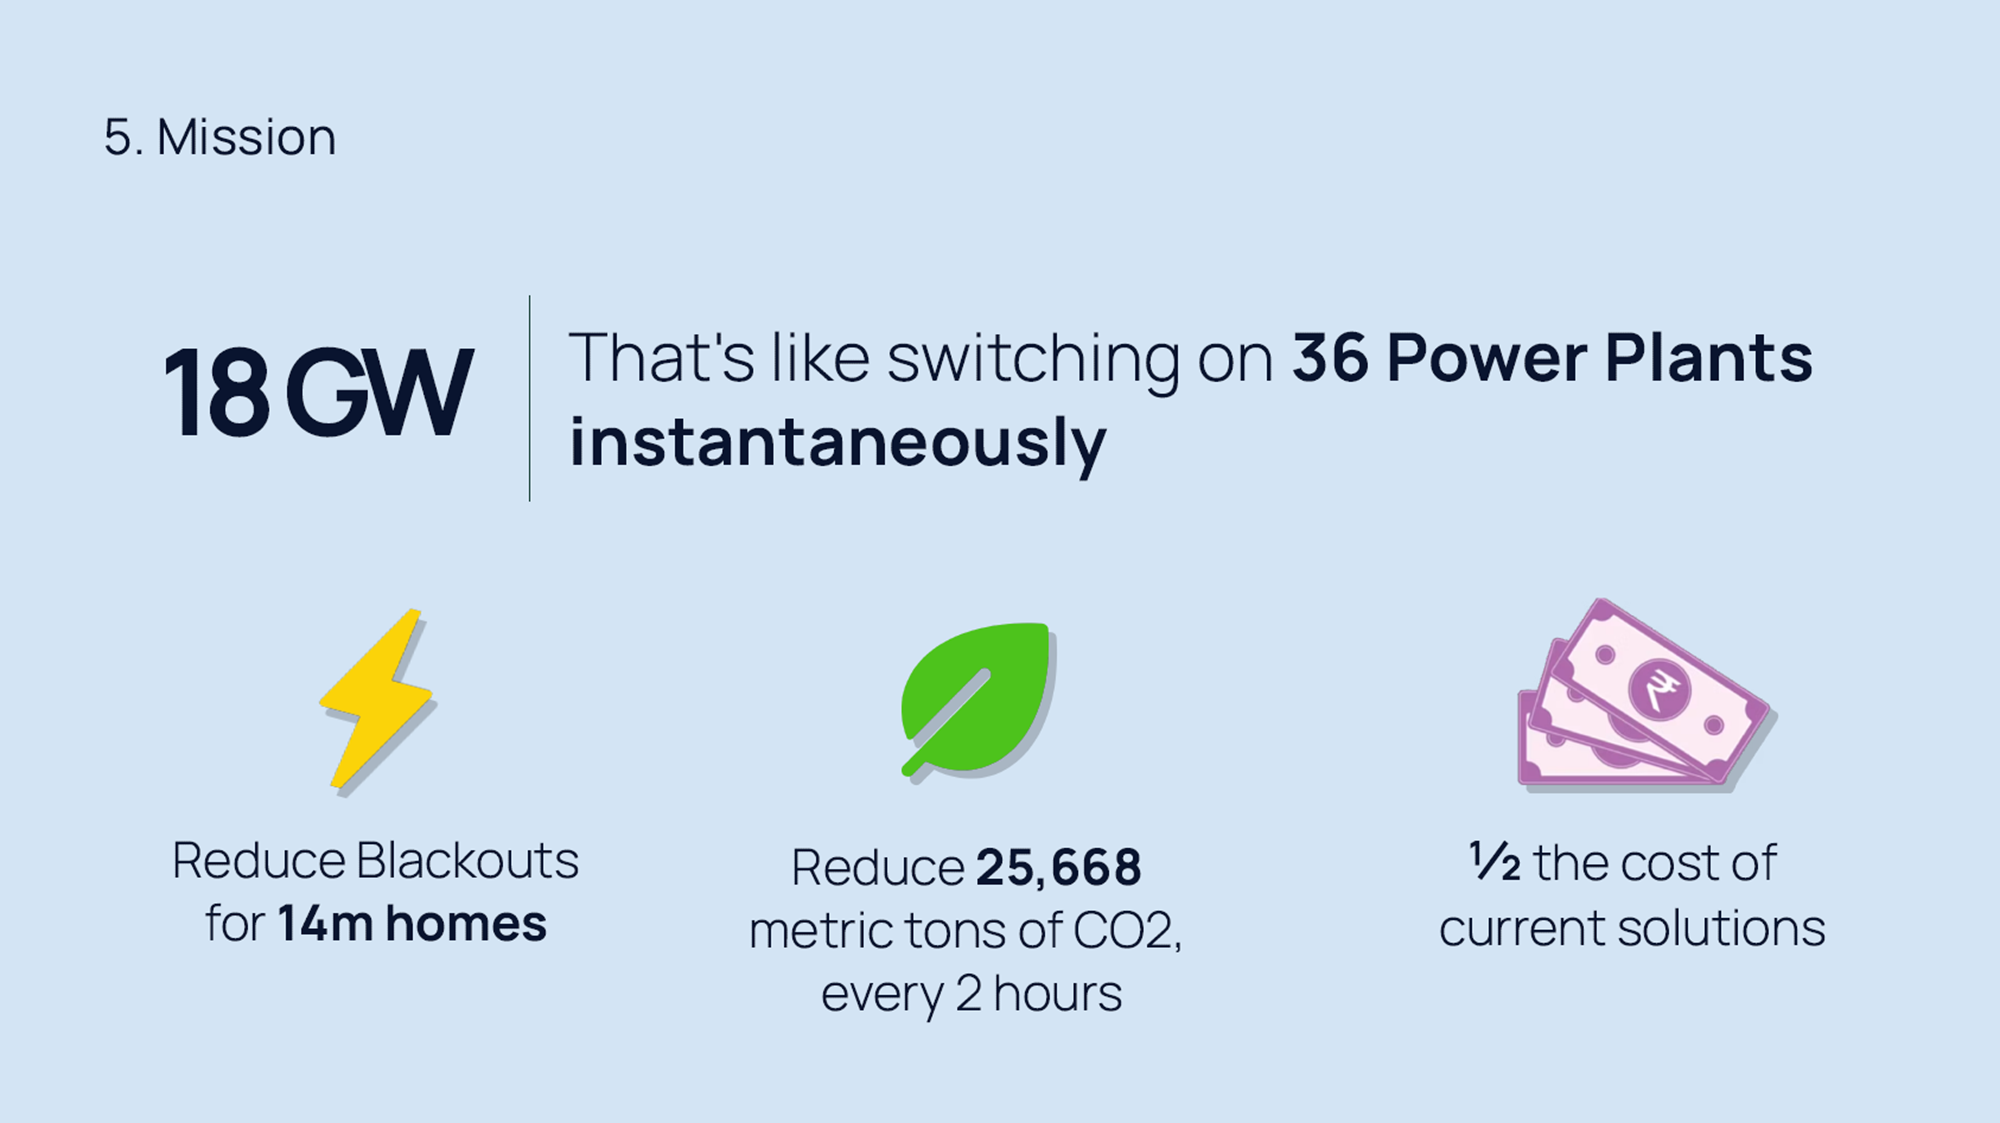 5. Mission
18 GW
That's like switching on 36 Power Plants
instantaneously
Reduce Blackouts
for 14m homes
Reduce 25,668
metric tons of CO2,
every 2 hours
₹
½ the cost of
current solutions